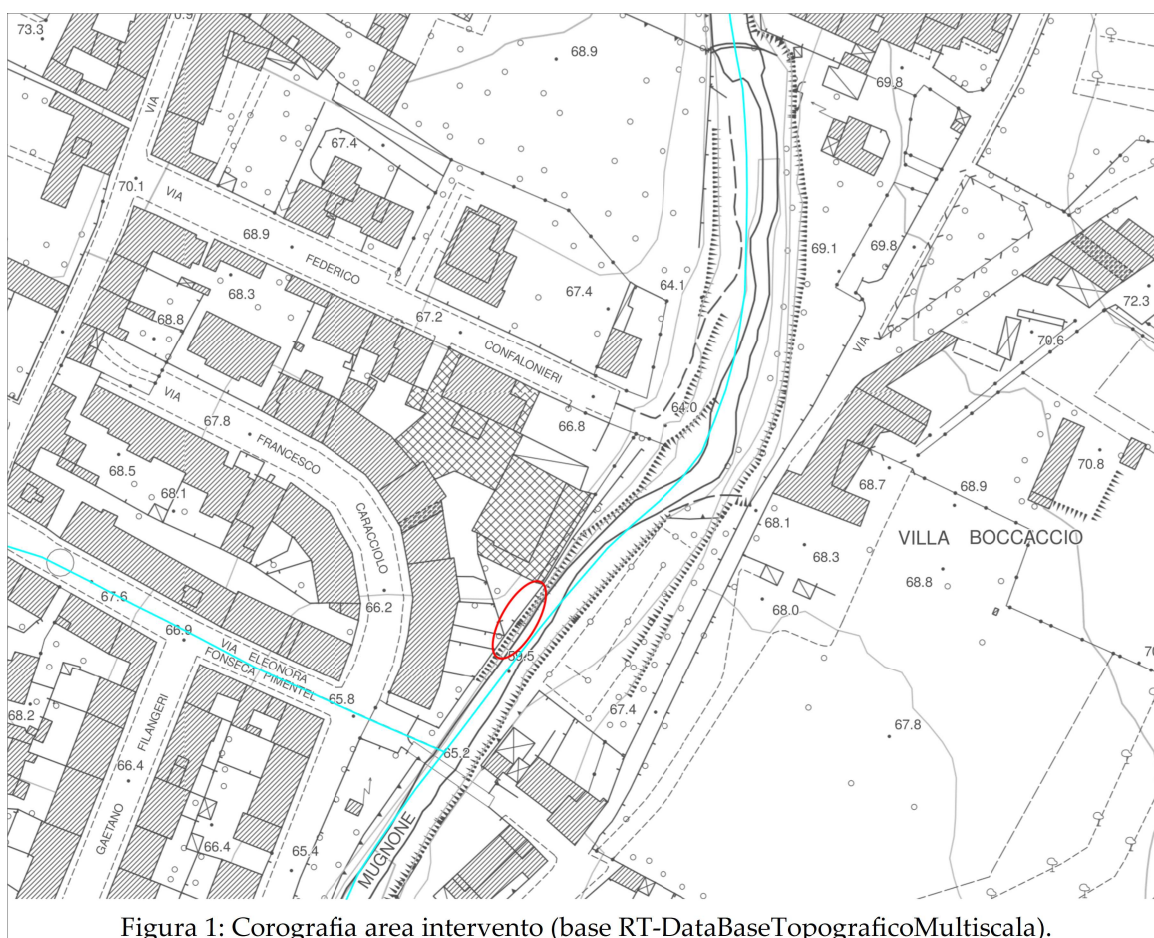 70.9
73.3
68.9
69.8
VIA
67.4
70.1
VIA
68.9
FEDERICO
69.1
69.8
68.3
67.4
64.1
68.8
67.2
72.3
CONFALONIERI
VIA
70.6
VIA
67.8
64.0
66.8
FRANCESCO
68.5
70.8
68.1
68.7
68.9
CARACCIOLO
68.1
68.3
VILLA BOCCACCIO
67.6
66.2
68.8
68.0
66.9
VIA ELEONORA
FONSECA PIMENTEL
59.5
70
65.8
68.2
FILANGERI
67.4
67.8
65.2
66.4
GAETANO
MUGNONE
66.4
65.4
Figura 1: Corografia area intervento (base RT-DataBaseTopograficoMultiscala).